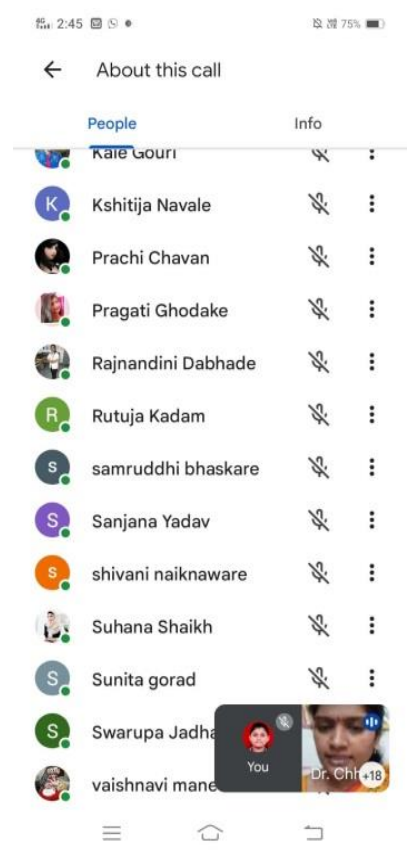 2:45 75%
About this call
People Info
Kale Gouri
K Kshitija Navale
Prachi Chavan
Pragati Ghodake
Rajnandini Dabhade
R Rutuja Kadam
s samruddhi bhaskare
S Sanjana Yadav
s shivani naiknaware
Suhana Shaikh
S Sunita gorad
S Swarupa Jadha
vaishnavi mane
You
Dr. Chh +18